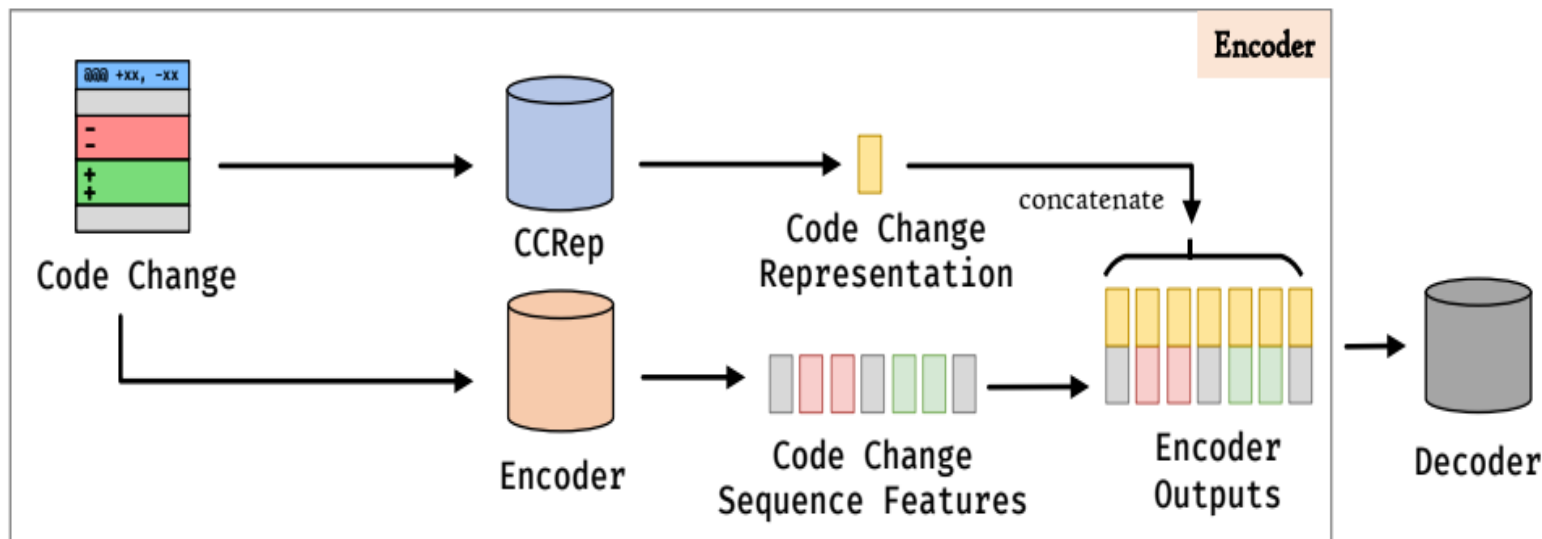 Encoder
@@@ +xx, -xx
-
-
+
+
Code Change
CCRep
Code Change
Representation
concatenate
Encoder
Code Change
Sequence Features
Encoder
Outputs
Decoder